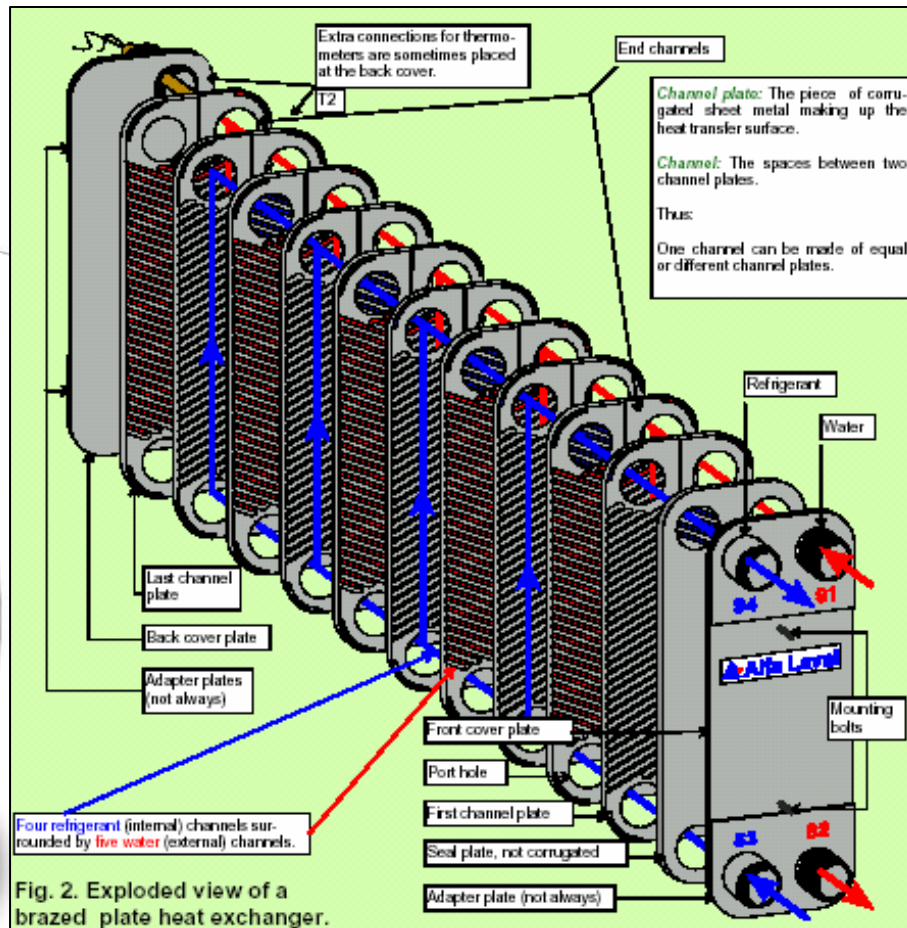 Extra connections for thermo-
meters are sometimes placed
at the back cover.
T2
End channels
Channel plate: The piece of corru-
gated sheet metal making up the
heat transfer surface.
Channel: The spaces between two
channel plates.
Thus:
One channel can be made of equal
or different channel plates.
Refrigerant
Water
S4
S1
Alfa Laval
Mounting
bolts
S3
S2
Last channel
plate
Back cover plate
Adapter plates
(not always)
Front cover plate
Port hole
First channel plate
Seal plate, not corrugated
Adapter plate (not always)
Four refrigerant (internal) channels sur-
rounded by five water (external) channels.
Fig. 2. Exploded view of a
brazed plate heat exchanger.